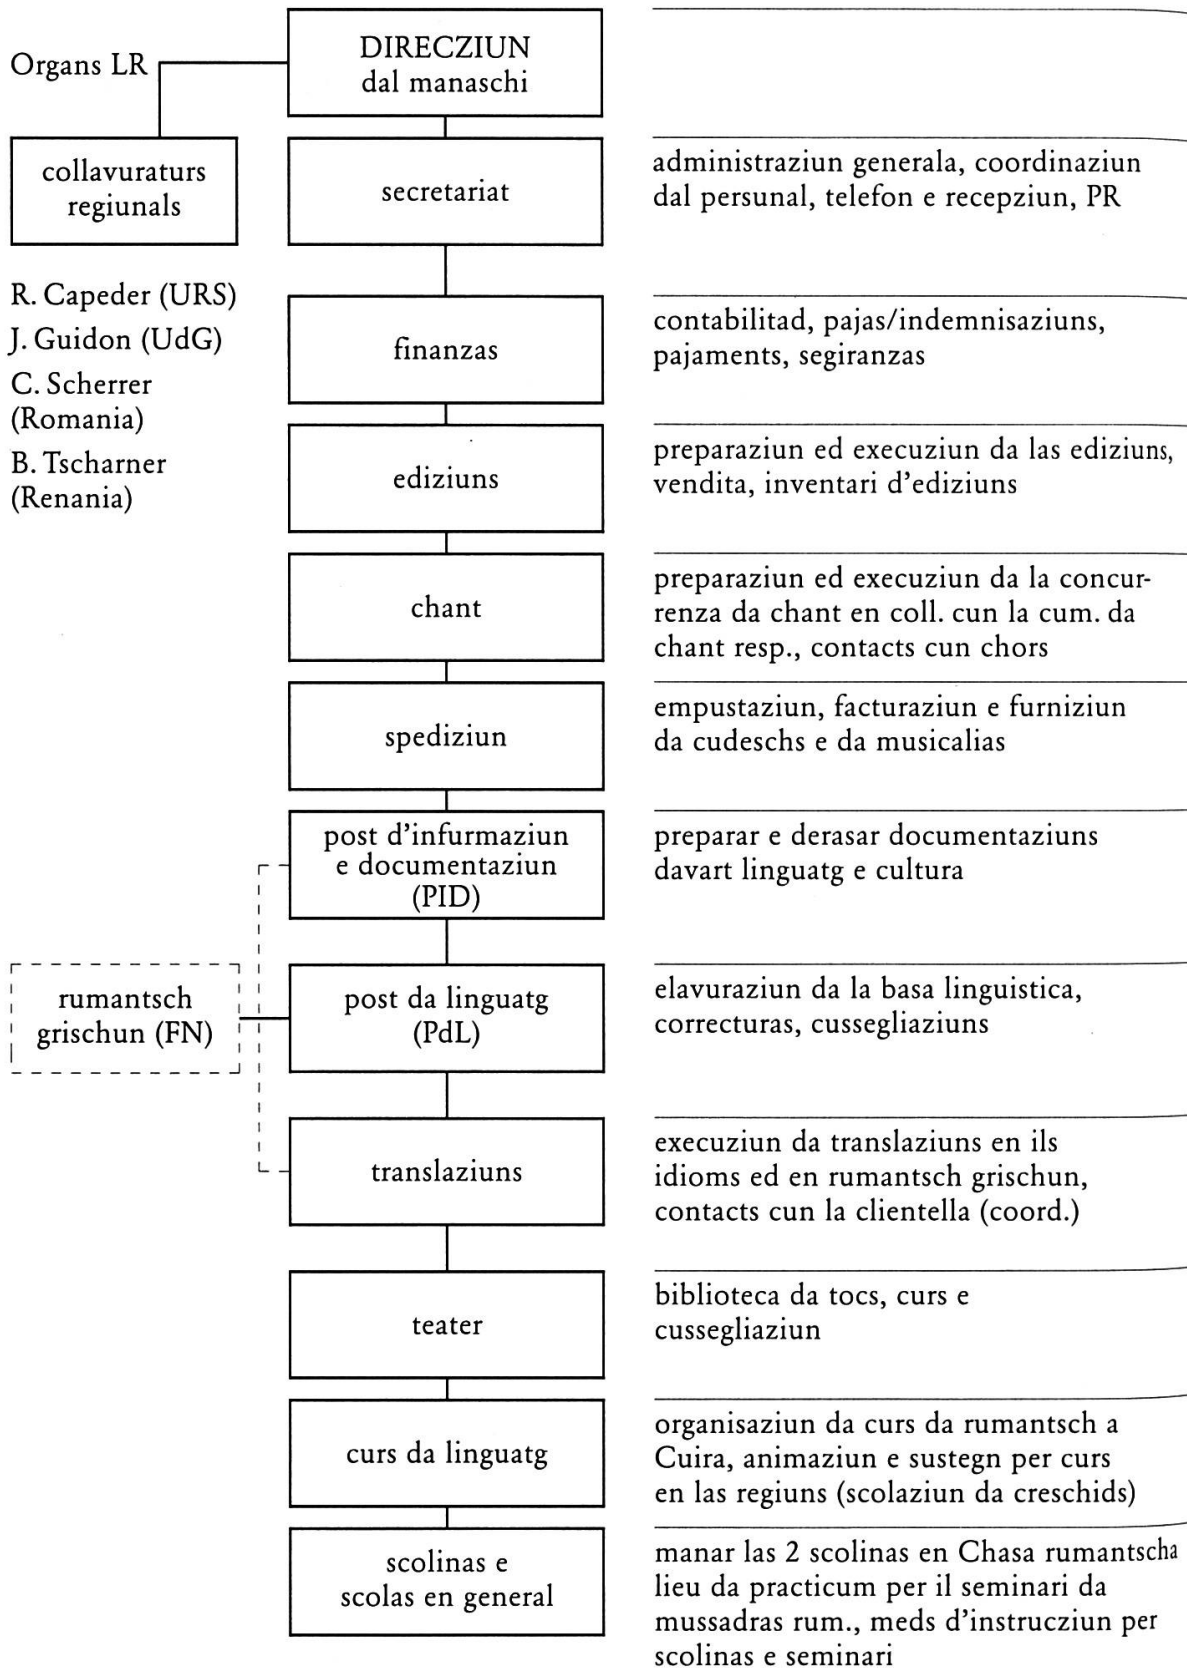 Organs LR
DIRECZIUN
dal manaschi
collavuraturs
regiunals
R. Capeder (URS)
J. Guidon (UdG)
C. Scherrer
(Romania)
B. Tscharner
(Renania)
secretariat
administraziun generala, coordinaziun
dal persunal, telefon e recepziun, PR
finanzas
contabilitad, pajas/indemnisaziuns,
pajaments, segiranzas
ediziuns
preparaziun ed execuziun da las ediziuns,
vendita, inventari d'ediziuns
chant
preparaziun ed execuziun da la concur-
renza da chant en coll. cun la cum. da
chant resp., contacts cun chors
spediziun
empustaziun, facturaziun e furniziun
da cudeschs e da musicalias
post d'infurmaziun
e documentaziun
(PID)
preparar e derasar documentaziuns
davart linguatg e cultura
rumantsch
grischun (FN)
post da linguatg
(PdL)
elavuraziun da la basa linguistica,
correcturas, cussegliaziuns
translaziuns
execuziun da translaziuns en ils
idioms ed en rumantsch grischun,
contacts cun la clientella (coord.)
teater
biblioteca da tocs, curs e
cussegliaziun
curs da linguatg
organisaziun da curs da rumantsch a
Cuira, animaziun e sustegn per curs
en las regiuns (scolaziun da creschids)
scolinas e
scolas en general
manar las 2 scolinas en Chasa rumantscha
lieu da practicum per il seminari da
mussadras rum., meds d'instrucziun per
scolinas e seminari